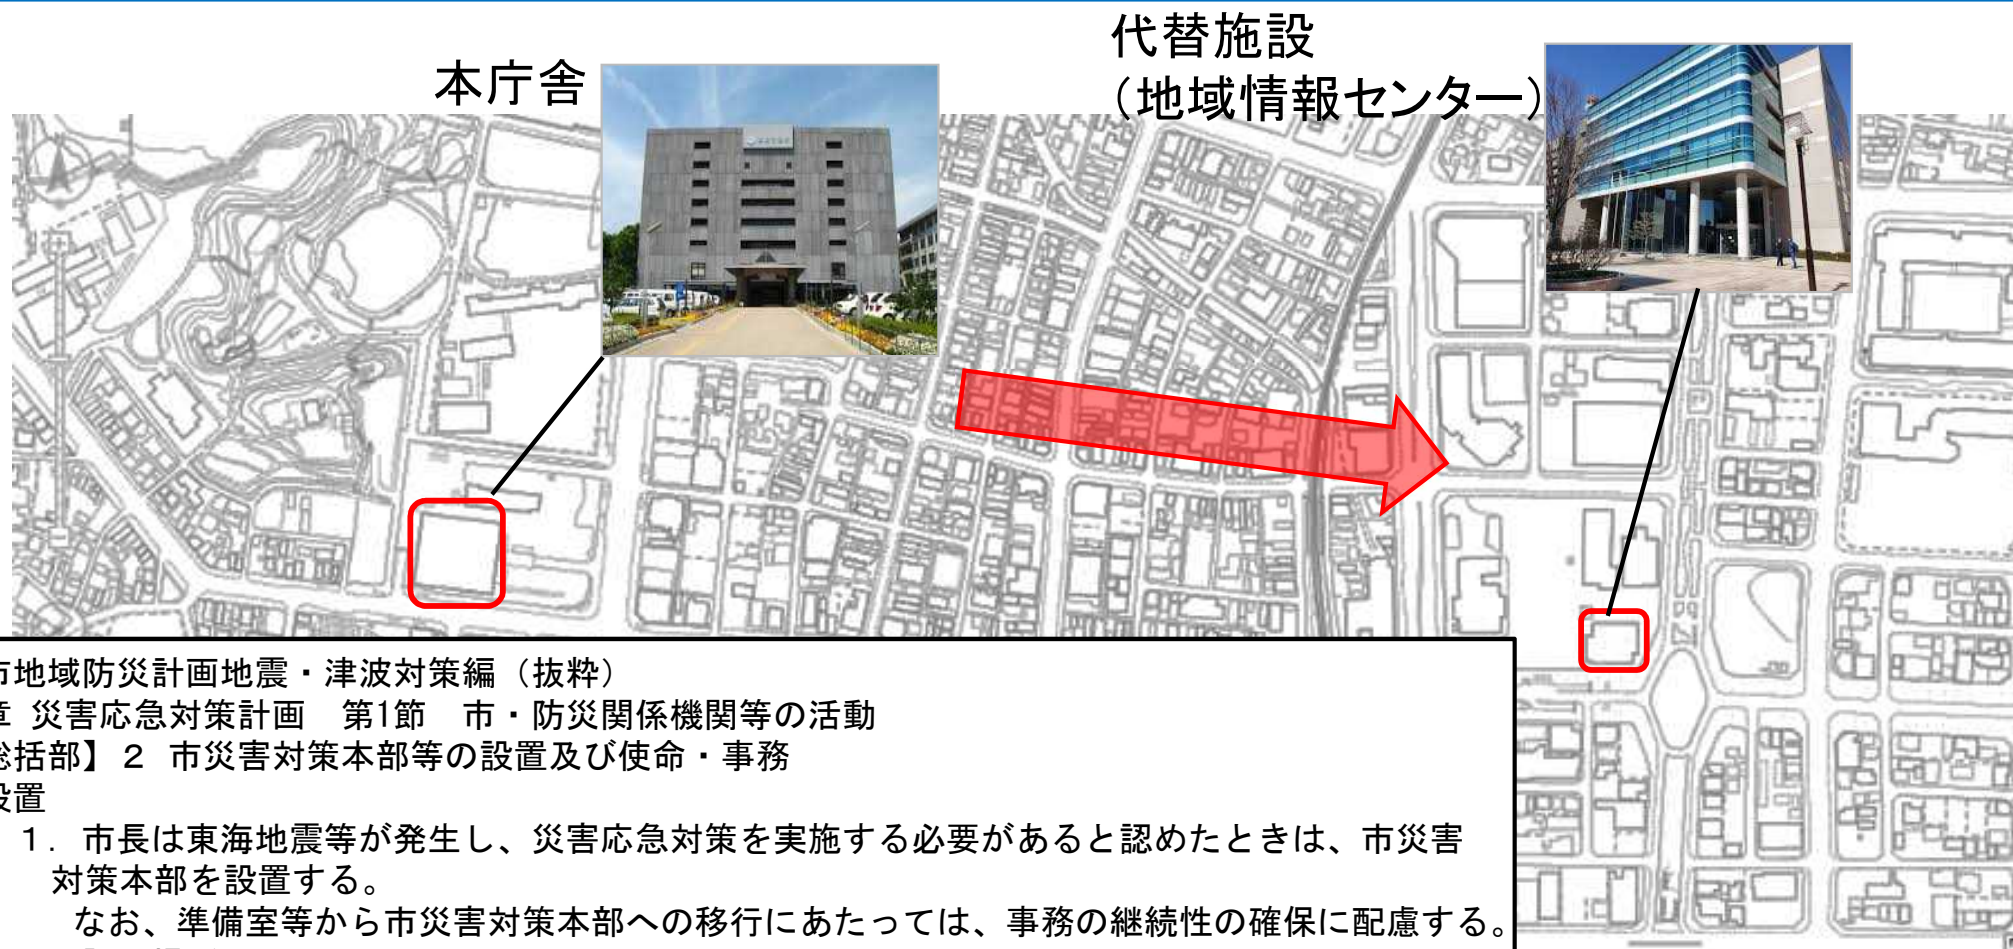 本庁舎
代替施設
（地域情報センター）
市地域防災計画地震・津波対策編（抜粋）
章 災害応急対策計画　第1節　市・防災関係機関等の活動
総括部】２ 市災害対策本部等の設置及び使命・事務
設置
１．市長は東海地震等が発生し、災害応急対策を実施する必要があると認めたときは、市災害
対策本部を設置する。
なお、準備室等から市災害対策本部への移行にあたっては、事務の継続性の確保に配慮する。